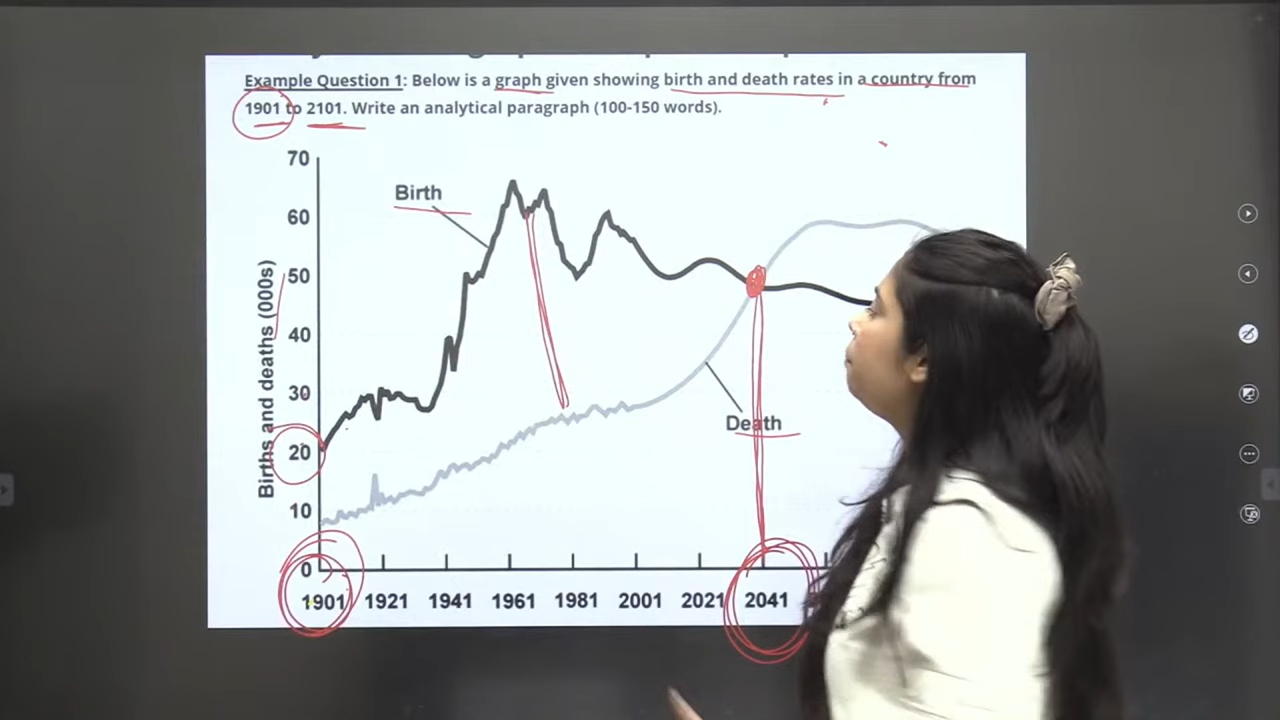 Example Question 1: Below is a graph given showing birth and death rates in a country from
1901 to 2101. Write an analytical paragraph (100-150 words).
70
Birth
60
50
40
30
20
10
0
Births and deaths (000s)
Death
1901 1921 1941 1961 1981 2001 2021 2041